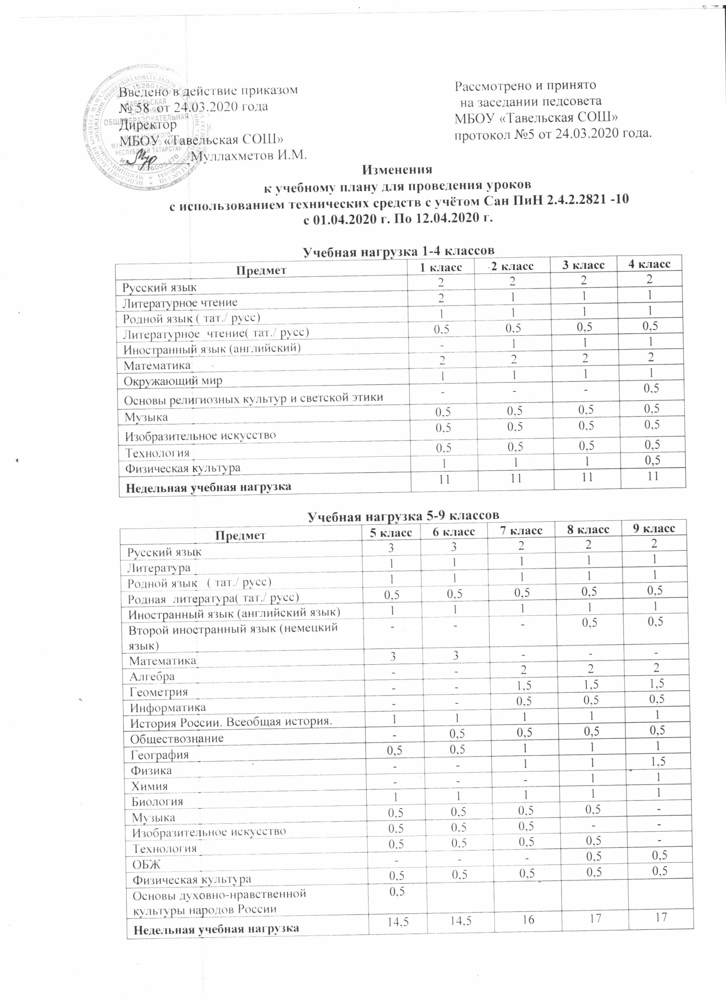 Введено в действие приказом
№ 58 от 24.03.2020 года
Директор
МБОУ «Тавельская СОШ»
Муллахметов И.М.
Рассмотрено и принято
на заседании педсовета
МБОУ «Тавельская СОШ»
протокол №5 от 24.03.2020 года.
ТАВЕЛЬСКАЯ
СРЕДНЯЯ
ОБЩЕОБРАЗОВАТЕЛЬНАЯ
ШКОЛА
РЕСПУБЛИКИ ТАТАРСТАН
ИНН 1626005470
Изменения
к учебному плану для проведения уроков
с использованием технических средств с учётом Сан ПиН 2.4.2.2821 -10
с 01.04.2020 г. По 12.04.2020 г.
Учебная нагрузка 1-4 классов
Предмет 1 класс 2 класс 3 класс 4 класс
Русский язык 2 2 2 2
Литературное чтение 2 1 1 1
Родной язык ( тат./ русс) 1 1 1 1
Литературное чтение( тат./ русс) 0,5 0,5 0,5 0,5
Иностранный язык (английский) - 1 1 1
Математика 2 2 2 2
Окружающий мир 1 1 1 1
Основы религиозных культур и светской этики - - - 0,5
Музыка 0,5 0,5 0,5 0,5
Изобразительное искусство 0,5 0,5 0,5 0,5
Технология 0,5 0,5 0,5 0,5
Физическая культура 1 1 1 0,5
Недельная учебная нагрузка 11 11 11 11
Учебная нагрузка 5-9 классов
Предмет 5 класс 6 класс 7 класс 8 класс 9 класс
Русский язык 3 3 2 2 2
Литература 1 1 1 1 1
Родной язык ( тат./ русс) 1 1 1 1 1
Родная литература( тат./ русс) 0,5 0,5 0,5 0,5 0,5
Иностранный язык (английский язык) 1 1 1 1 1
Второй иностранный язык (немецкий - - - 0,5 0,5
язык)
Математика 3 3 - - -
Алгебра - - 2 2 2
Геометрия - - 1,5 1,5 1,5
Информатика - - 0,5 0,5 0,5
История России. Всеобщая история. 1 1 1 1 1
Обществознание - 0,5 0,5 0,5 0,5
География 0,5 0,5 1 1 1
Физика - - 1 1 1,5
Химия - - - 1 1
Биология 1 1 1 1 1
Музыка 0,5 0,5 0,5 0,5 -
Изобразительное искусство 0,5 0,5 0,5 - -
Технология 0,5 0,5 0,5 0,5 -
ОБЖ - - - 0,5 0,5
Физическая культура 0,5 0,5 0,5 0,5 0,5
Основы духовно-нравственной 0,5
культуры народов России
Недельная учебная нагрузка 14,5 14,5 16 17 17